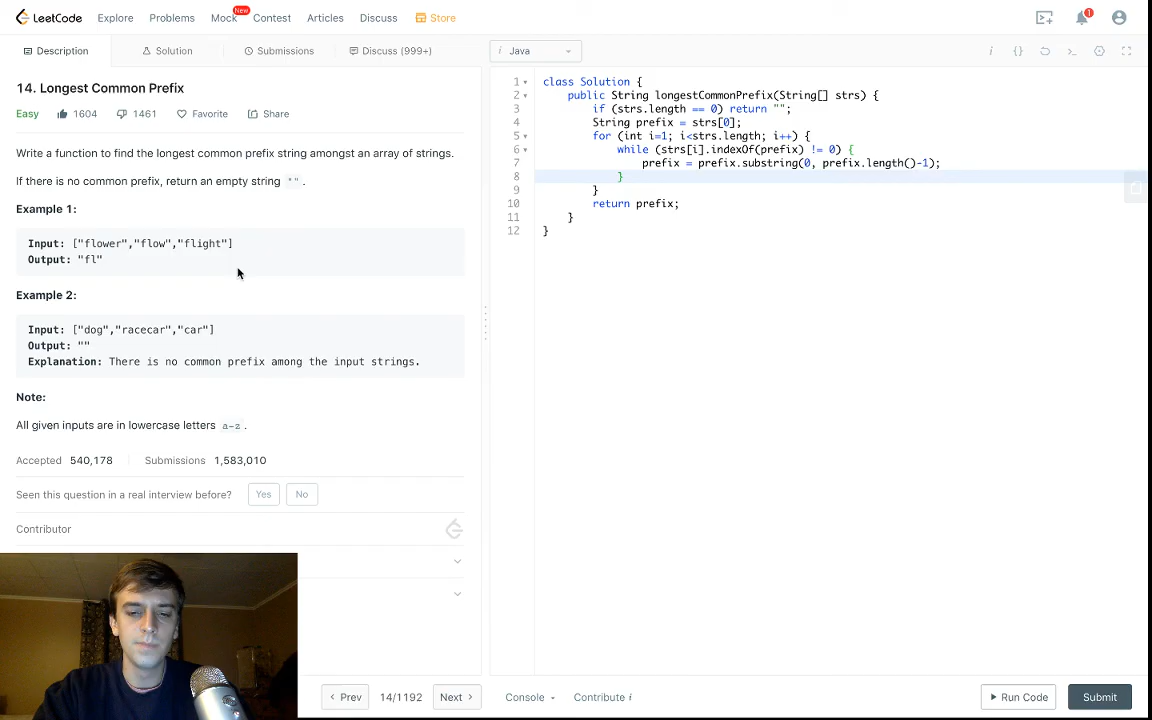 LeetCode Explore Problems Mock New Contest Articles Discuss Store 1
Description Solution Submissions Discuss (999+)
14. Longest Common Prefix
Easy 1604 1461 Favorite Share
Write a function to find the longest common prefix string amongst an array of strings.
If there is no common prefix, return an empty string "".
Example 1:
Input: ["flower","flow","flight"]
Output: "fl"
Example 2:
Input: ["dog","racecar","car"]
Output: ""
Explanation: There is no common prefix among the input strings.
Note:
All given inputs are in lowercase letters a-z.
Accepted 540,178 Submissions 1,583,010
Seen this question in a real interview before? Yes No
Contributor
‹ Prev 14/1192 Next ›
i Java
i {} >_
1 class Solution {
2 public String longestCommonPrefix(String[] strs) {
3 if (strs.length == 0) return "";
4 String prefix = strs[0];
5 for (int i=1; i<strs.length; i++) {
6 while (strs[i].indexOf(prefix) != 0) {
7 prefix = prefix.substring(0, prefix.length()-1);
8 }
9 }
10 return prefix;
11 }
12 }
Console Contribute i Run Code Submit